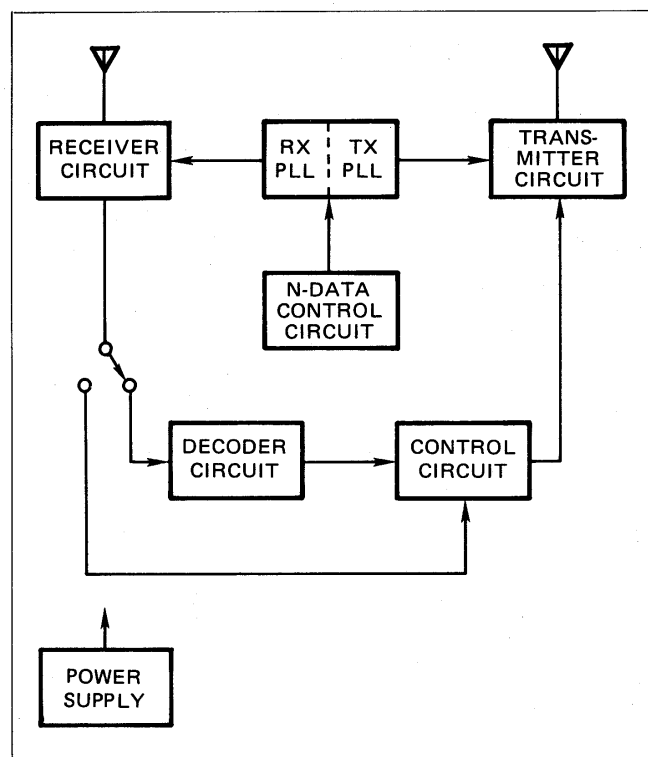 RECEIVER
CIRCUIT
RX
PLL
TX
PLL
TRANS-
MITTER
CIRCUIT
N-DATA
CONTROL
CIRCUIT
DECODER
CIRCUIT
CONTROL
CIRCUIT
POWER
SUPPLY